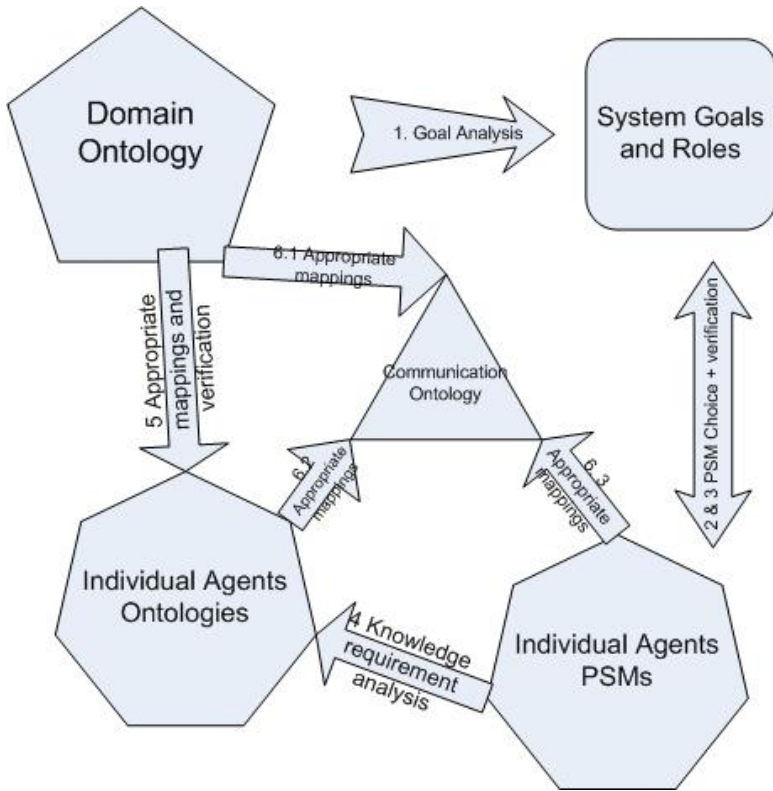 Domain
Ontology
1. Goal Analysis
System Goals
and Roles
6.1 Appropriate
mappings
5 Appropriate
mappings and
verification
Communication
Ontology
2 & 3 PSM Choice + verification
6.2
Appropriate
mappings
6.3
Appropriate
mappings
Individual Agents
Ontologies
4 Knowledge
requirement
analysis
Individual Agents
PSMs